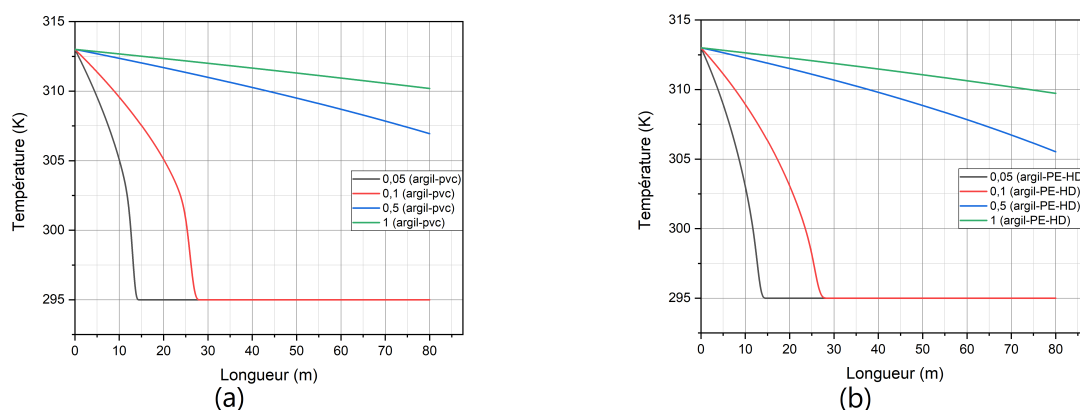 315
310
305
300
295
Température (K)
0 10 20 30 40 50 60 70 80
Longueur (m)
0,05 (argil-pvc)
0,1 (argil-pvc)
0,5 (argil-pvc)
1 (argil-pvc)
(a)
315
310
305
300
295
Température (K)
0 10 20 30 40 50 60 70 80
Longueur (m)
0,05 (argil-PE-HD
0,1 (argil-PE-HD)
0,5 (argil-PE-HD)
1 (argil-PE-HD)
(b)